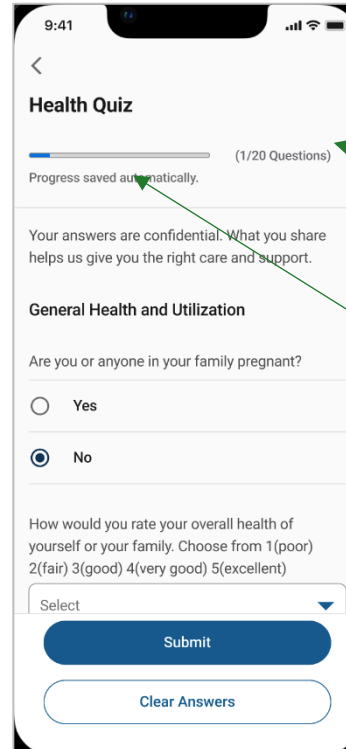 9:41
Health Quiz
(1/20 Questions)
Progress saved automatically.
Your answers are confidential. What you share
helps us give you the right care and support.
General Health and Utilization
Are you or anyone in your family pregnant?
Yes
No
How would you rate your overall health of
yourself or your family. Choose from 1(poor)
2(fair) 3(good) 4(very good) 5(excellent)
Select
Submit
Clear Answers